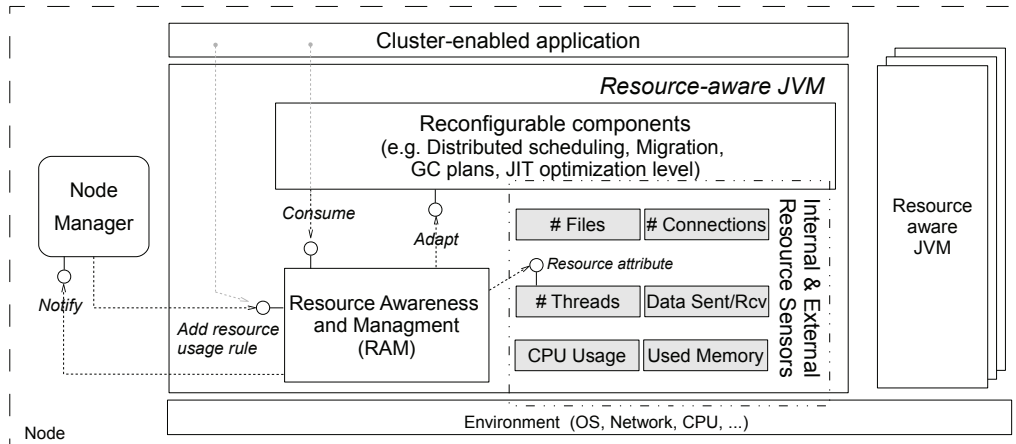 Cluster-enabled application
Resource-aware JVM
Reconfigurable components
(e.g. Distributed scheduling, Migration,
GC plans, JIT optimization level)
Node
Manager
Notify
Consume
Adapt
Add resource
usage rule
Resource Awareness
and Managment
(RAM)
Resource attribute
# Files
# Connections
# Threads
Data Sent/Rcv
CPU Usage
Used Memory
Internal & External
Resource Sensors
Resource
aware
JVM
Environment (OS, Network, CPU, ...)
Node